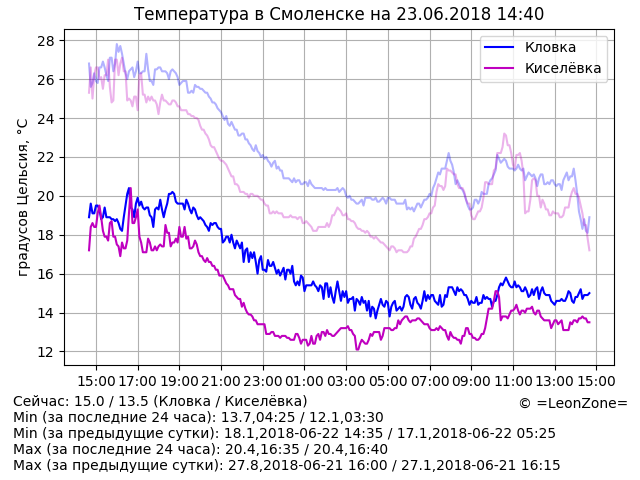 Температура в Смоленске на 23.06.2018 14:40
градусов Цельсия, °C
28
26
24
22
20
18
16
14
12
Кловка
Киселёвка
15:00 17:00 19:00 21:00 23:00 01:00 03:00 05:00 07:00 09:00 11:00 13:00 15:00
Сейчас: 15.0 / 13.5 (Кловка / Киселёвка)
© =LeonZone=
Min (за последние 24 часа): 13.7,04:25 / 12.1,03:30
Min (за предыдущие сутки): 18.1,2018-06-22 14:35 / 17.1,2018-06-22 05:25
Max (за последние 24 часа): 20.4,16:35 / 20.4,16:40
Max (за предыдущие сутки): 27.8,2018-06-21 16:00 / 27.1,2018-06-21 16:15